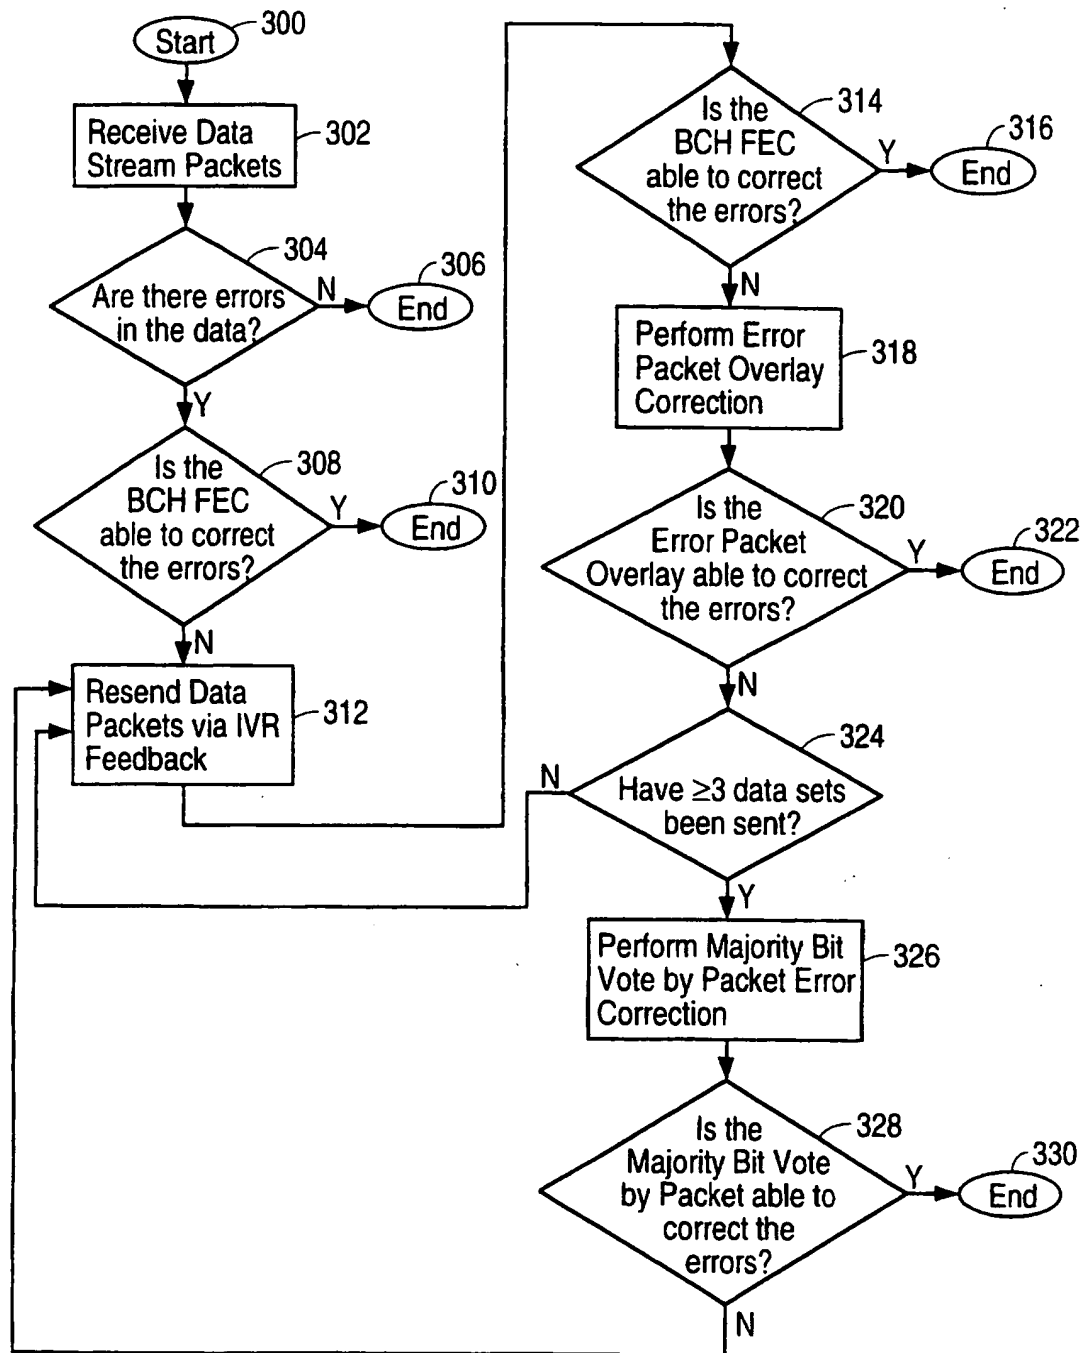 Start
300
Receive Data
Stream Packets
302
Are there errors
in the data?
304
N
End
306
Y
Is the
BCH FEC
able to correct
the errors?
308
Y
End
310
N
Resend Data
Packets via IVR
Feedback
312
Is the
BCH FEC
able to correct
the errors?
314
Y
End
316
N
Perform Error
Packet Overlay
Correction
318
Is the
Error Packet
Overlay able to correct
the errors?
320
Y
End
322
N
Have ≥3 data sets
been sent?
324
N
Y
Perform Majority Bit
Vote by Packet Error
Correction
326
Is the
Majority Bit Vote
by Packet able to
correct the
errors?
328
Y
End
330
N